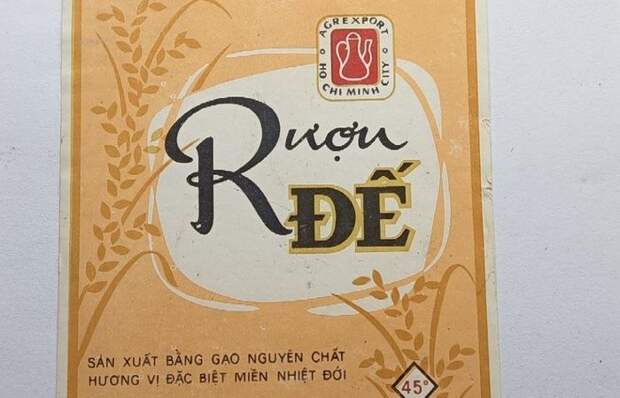 AGREXPORT
HO CHI MINH CITY
Rượu
ĐẾ
SẢN XUẤT BẰNG GẠO NGUYÊN CHẤT
HƯƠNG VỊ ĐẶC BIỆT MIỀN NHIỆT ĐỚI
45°